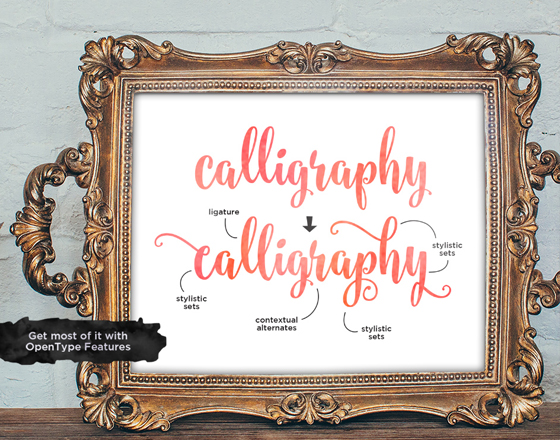 calligraphy
ligature
calligraphy
stylistic
sets
stylistic
sets
contextual
alternates
stylistic
sets
Get most of it with
OpenType Features